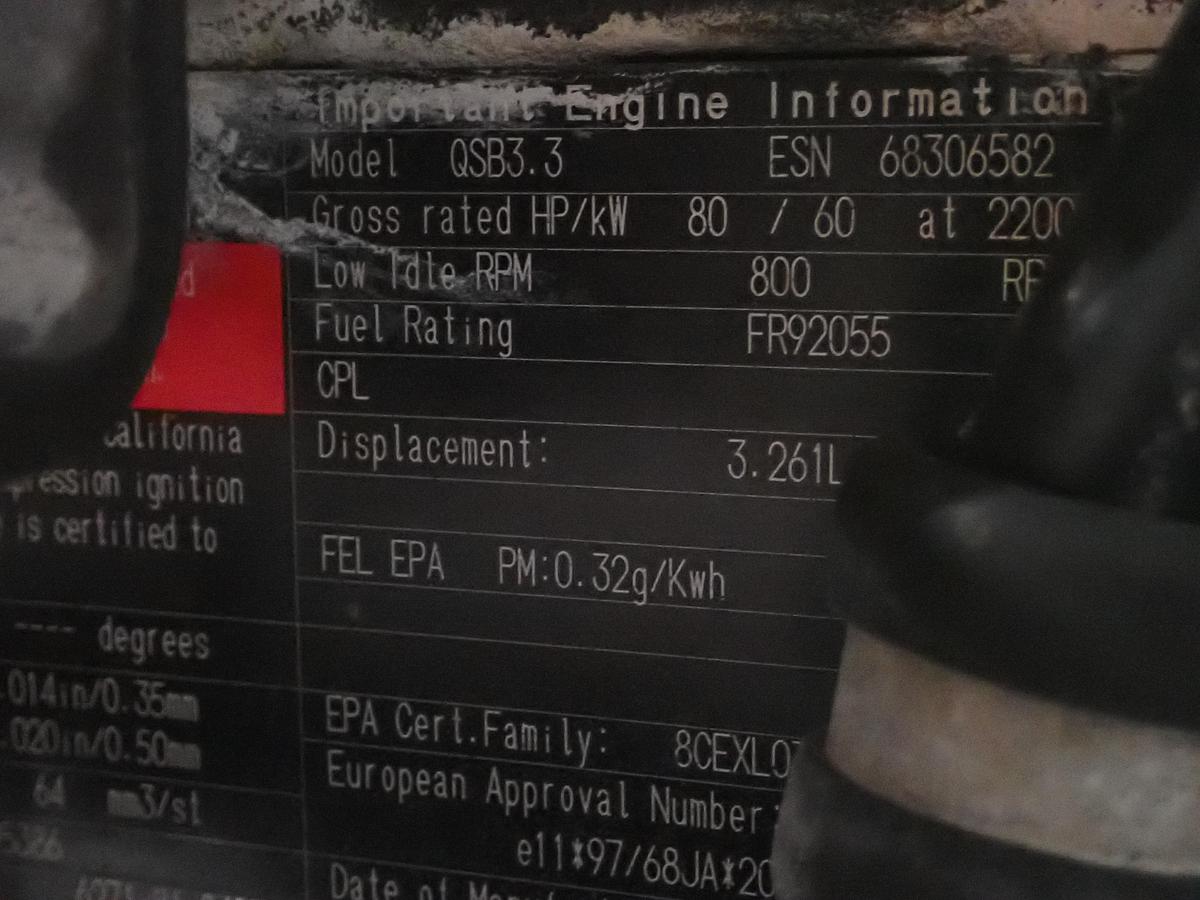 Important Engine Information
Model QSB3.3 ESN 68306582
Gross rated HP/kW 80 / 60 at 2200
Low Idle RPM 800
Fuel Rating FR92055
CPL
Displacement: 3.261L
FEL EPA PM:0.32g/Kwh
EPA Cert.Family: 8CEXL0
European Approval Number:
e11*97/68JA*20
Date of
ignition
is certified to
---- degrees
.014in/0.35mm
.020in/0.50mm
64 mm3/st